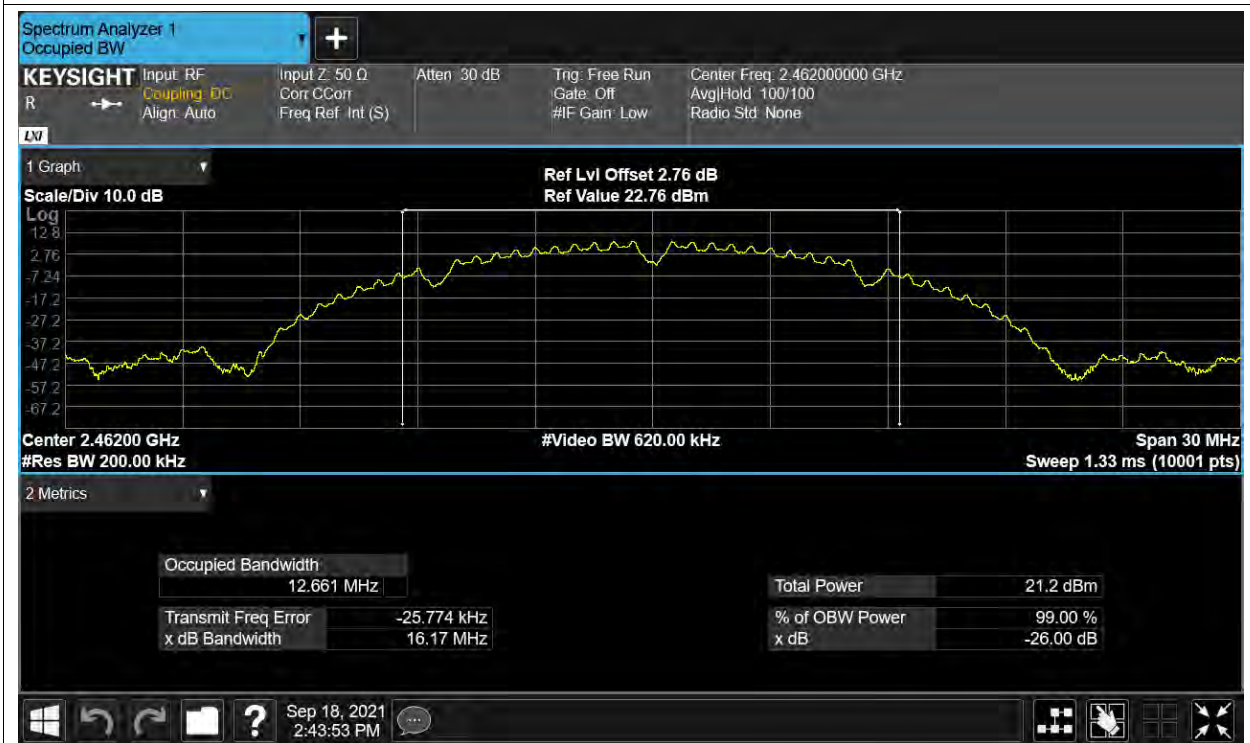 Spectrum Analyzer 1
Occupied BW
+
KEYSIGHT
R
LXI
Input: RF
Coupling: DC
Align: Auto
Input Z: 50 Ω
Corr CCorr
Freq Ref: Int (S)
Atten: 30 dB
Trig: Free Run
Gate: Off
#IF Gain: Low
Center Freq: 2.462000000 GHz
Avg|Hold: 100/100
Radio Std: None
1 Graph
Scale/Div 10.0 dB
Ref Lvl Offset 2.76 dB
Ref Value 22.76 dBm
Log
12.8
2.76
-7.24
-17.2
-27.2
-37.2
-47.2
-57.2
-67.2
Center 2.46200 GHz
#Video BW 620.00 kHz
Span 30 MHz
#Res BW 200.00 kHz
Sweep 1.33 ms (10001 pts)
2 Metrics
Occupied Bandwidth
12.661 MHz
Total Power 21.2 dBm
Transmit Freq Error -25.774 kHz
% of OBW Power 99.00 %
x dB Bandwidth 16.17 MHz
x dB -26.00 dB
?
Sep 18, 2021
2:43:53 PM